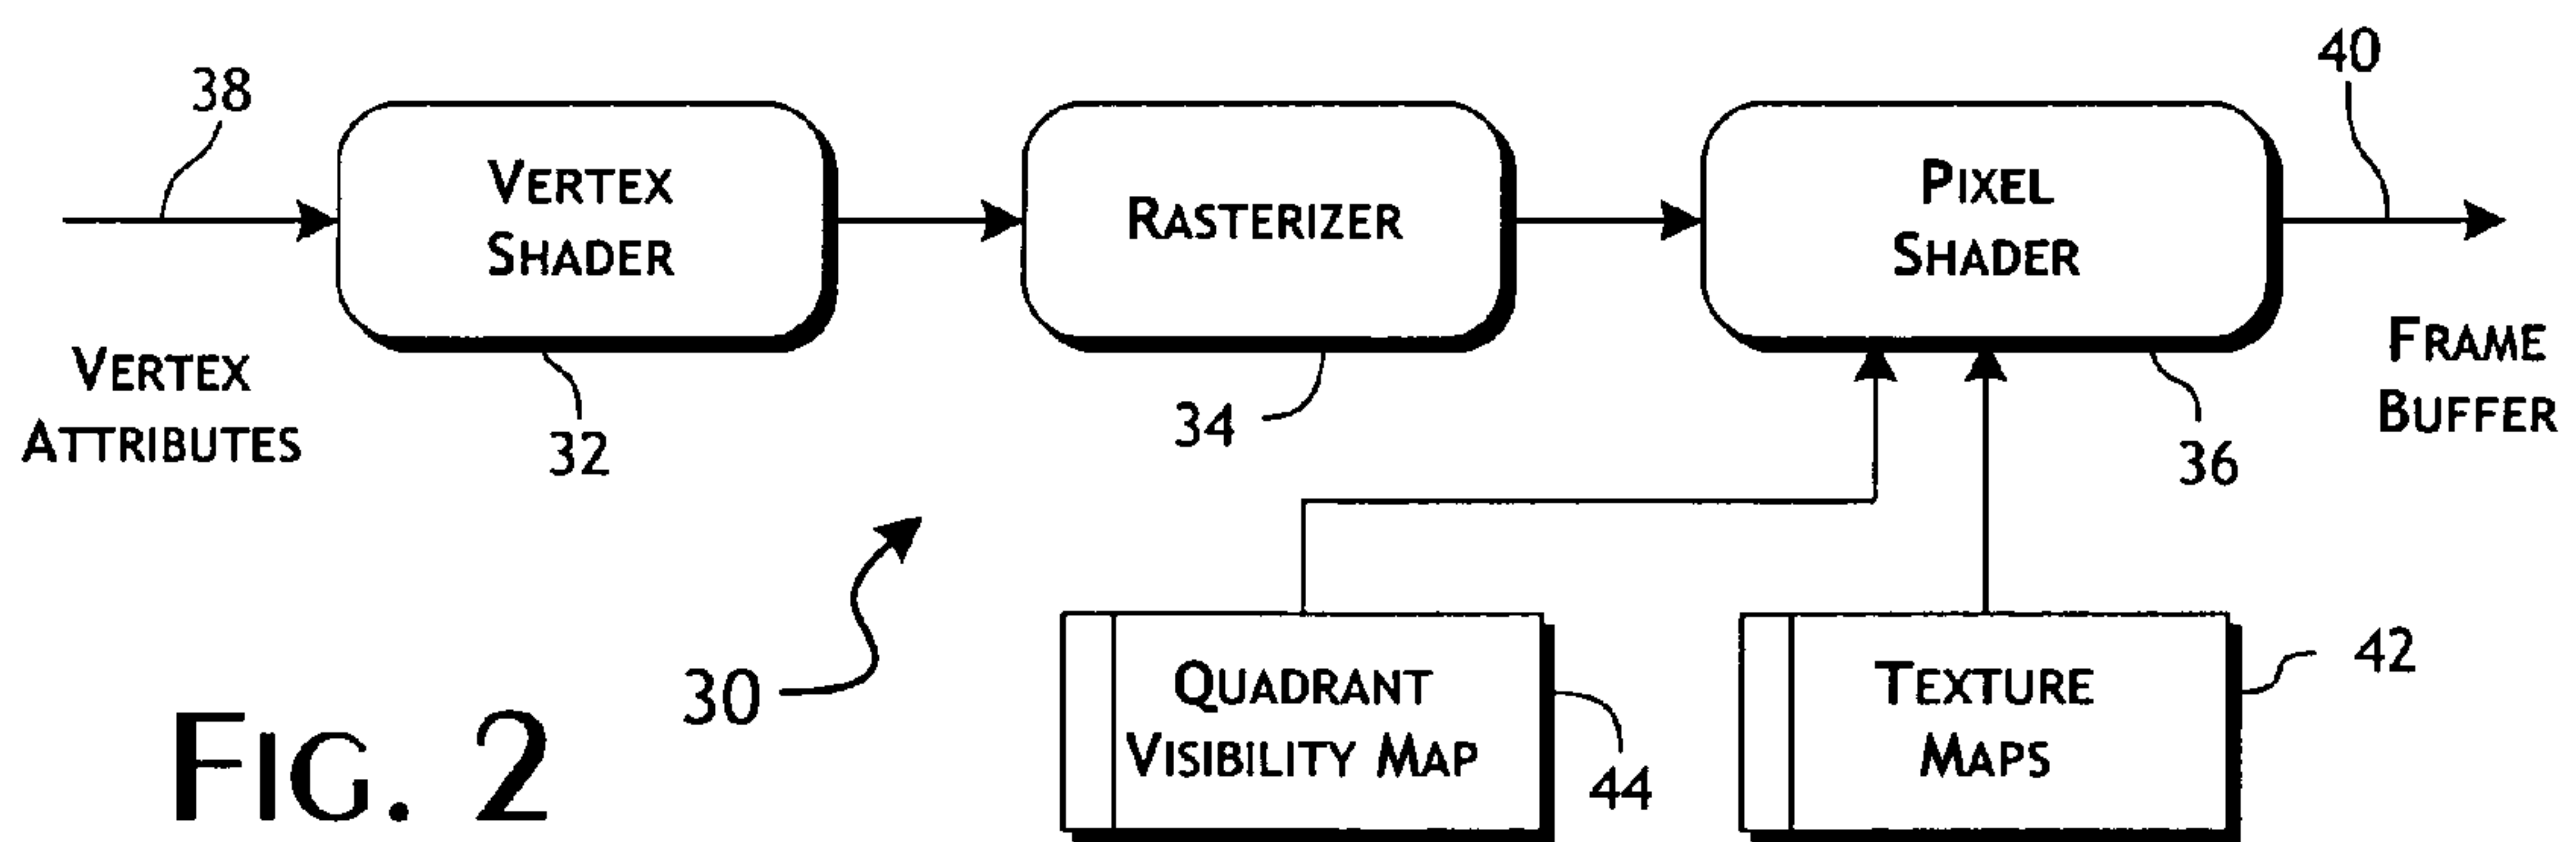 38
40
VERTEX
SHADER
RASTERIZER
PIXEL
SHADER
VERTEX
ATTRIBUTES
FRAME
BUFFER
32
34
36
30
QUADRANT
VISIBILITY MAP
44
TEXTURE
MAPS
42
FIG. 2